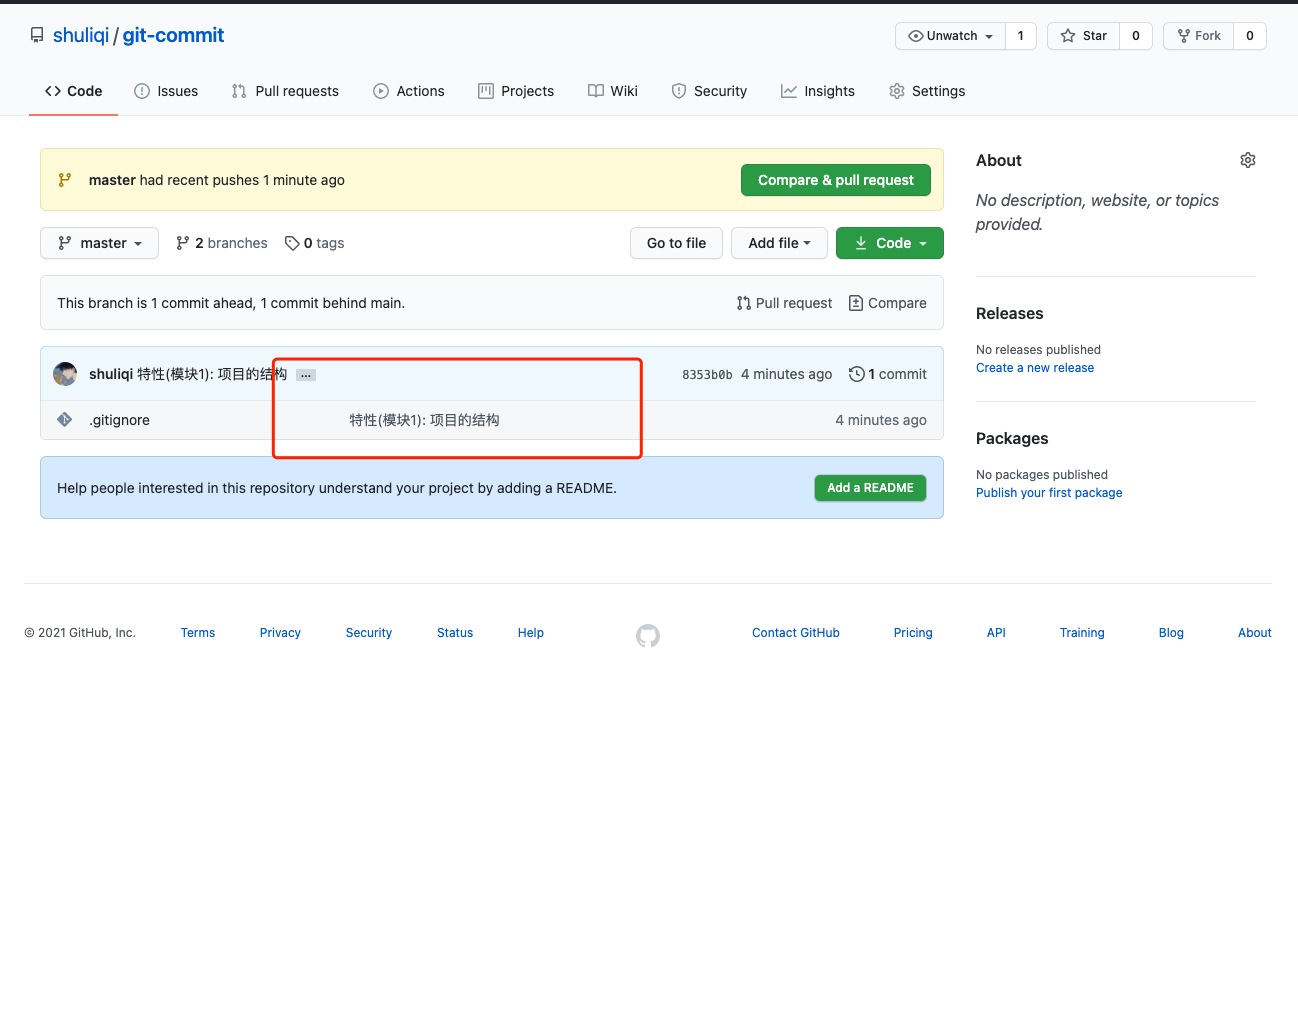 shuliqi / git-commit
Unwatch 1 Star 0 Fork 0
Code Issues Pull requests Actions Projects Wiki Security Insights Settings
master had recent pushes 1 minute ago
Compare & pull request
master 2 branches 0 tags
Go to file Add file Code
This branch is 1 commit ahead, 1 commit behind main.
Pull request Compare
shuliqi 特性(模块1): 项目的结构 ...
8353b0b 4 minutes ago 1 commit
.gitignore 特性(模块1): 项目的结构 4 minutes ago
Help people interested in this repository understand your project by adding a README.
Add a README
About
No description, website, or topics
provided.
Releases
No releases published
Create a new release
Packages
No packages published
Publish your first package
© 2021 GitHub, Inc. Terms Privacy Security Status Help Contact GitHub Pricing API Training Blog About